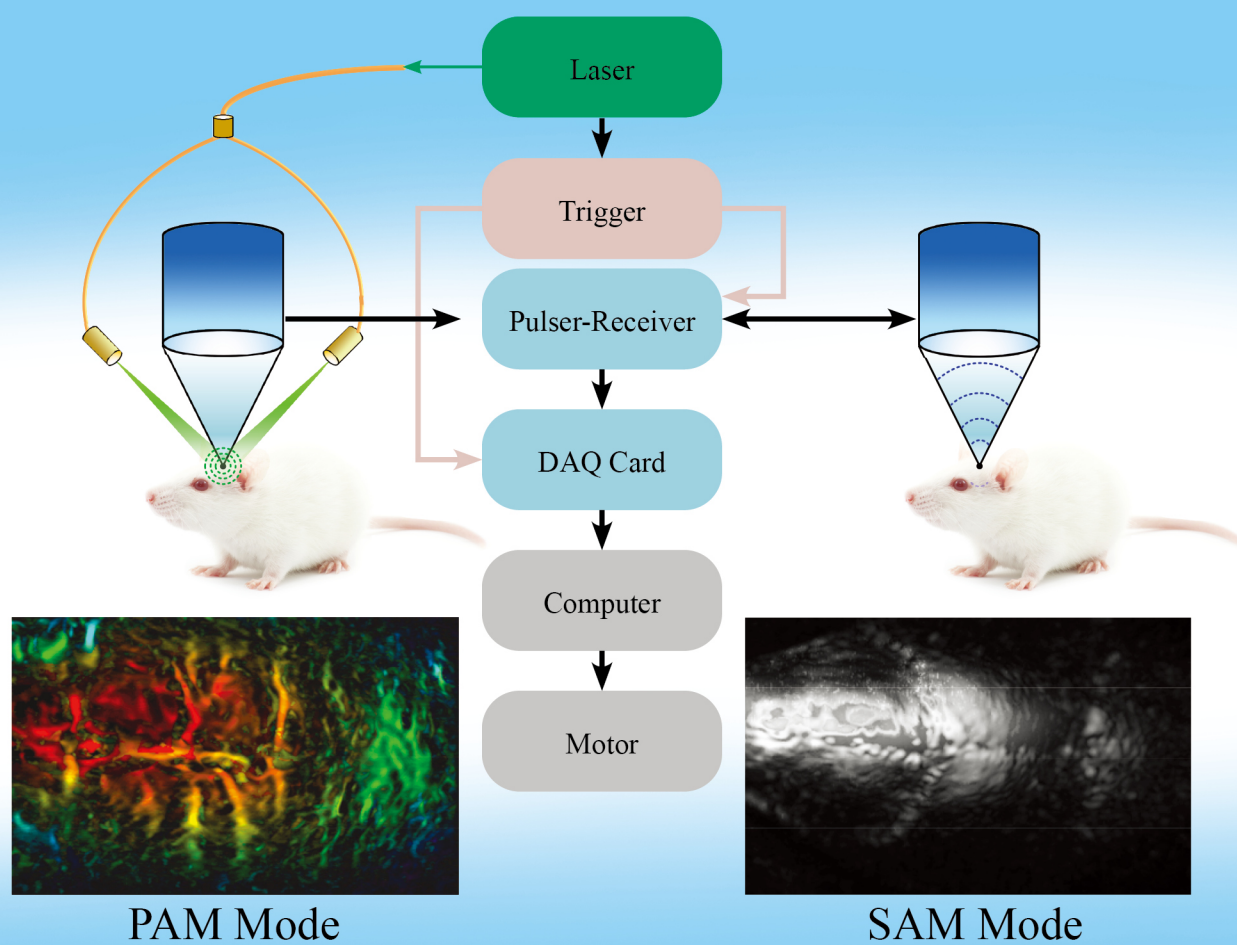 Laser
Trigger
Pulser-Receiver
DAQ Card
Computer
Motor
PAM Mode
SAM Mode